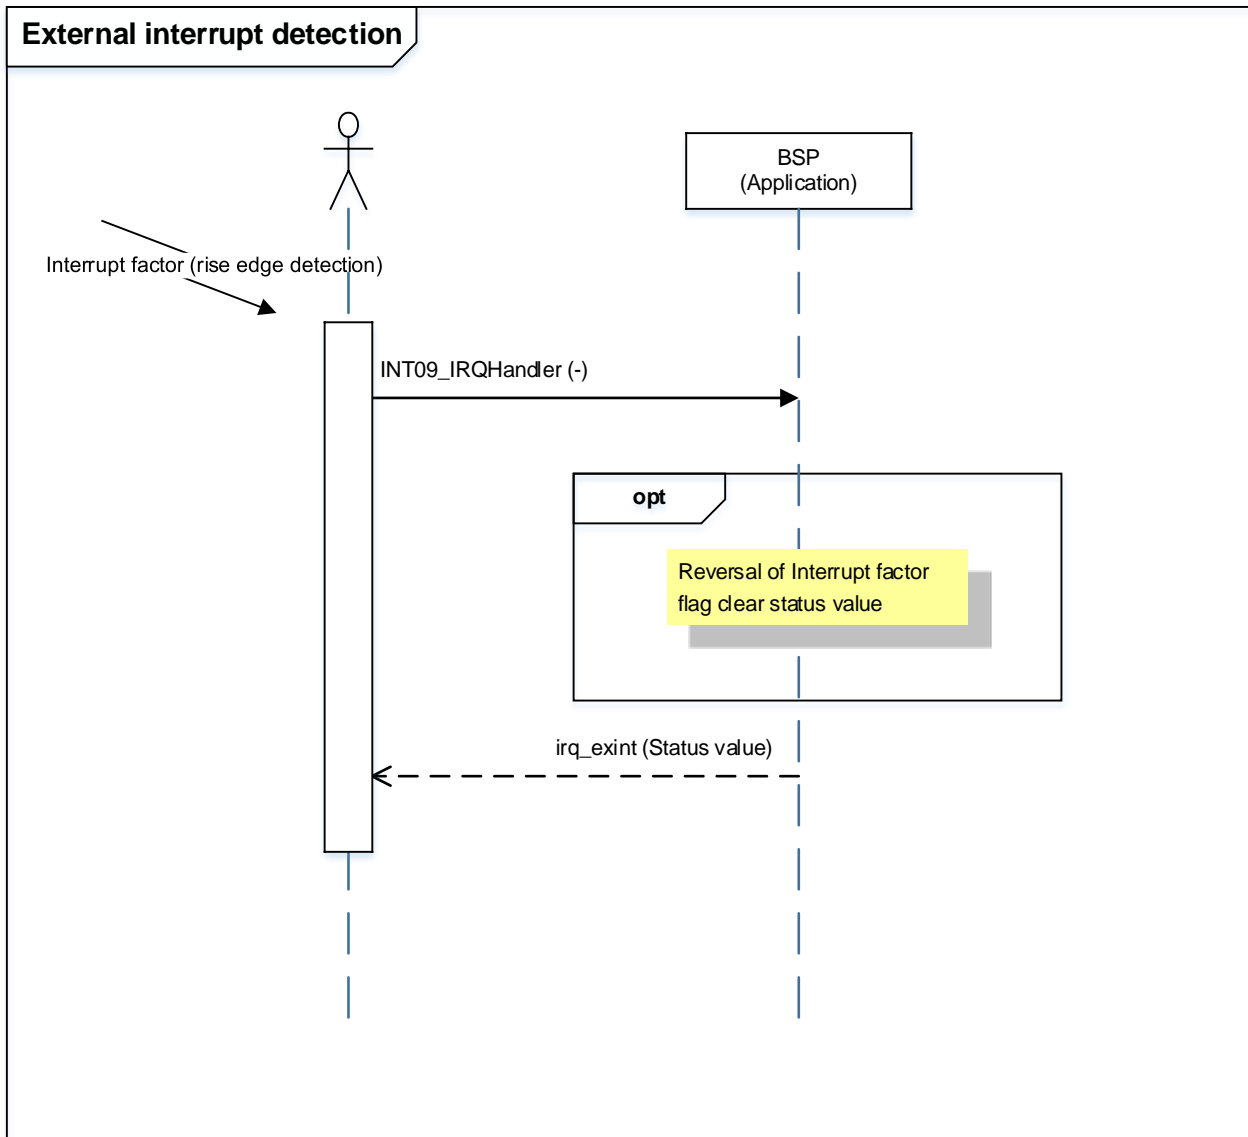 External interrupt detection
BSP
(Application)
Interrupt factor (rise edge detection)
INT09_IRQHandler (-)
opt
Reversal of Interrupt factor
flag clear status value
irq_exint (Status value)